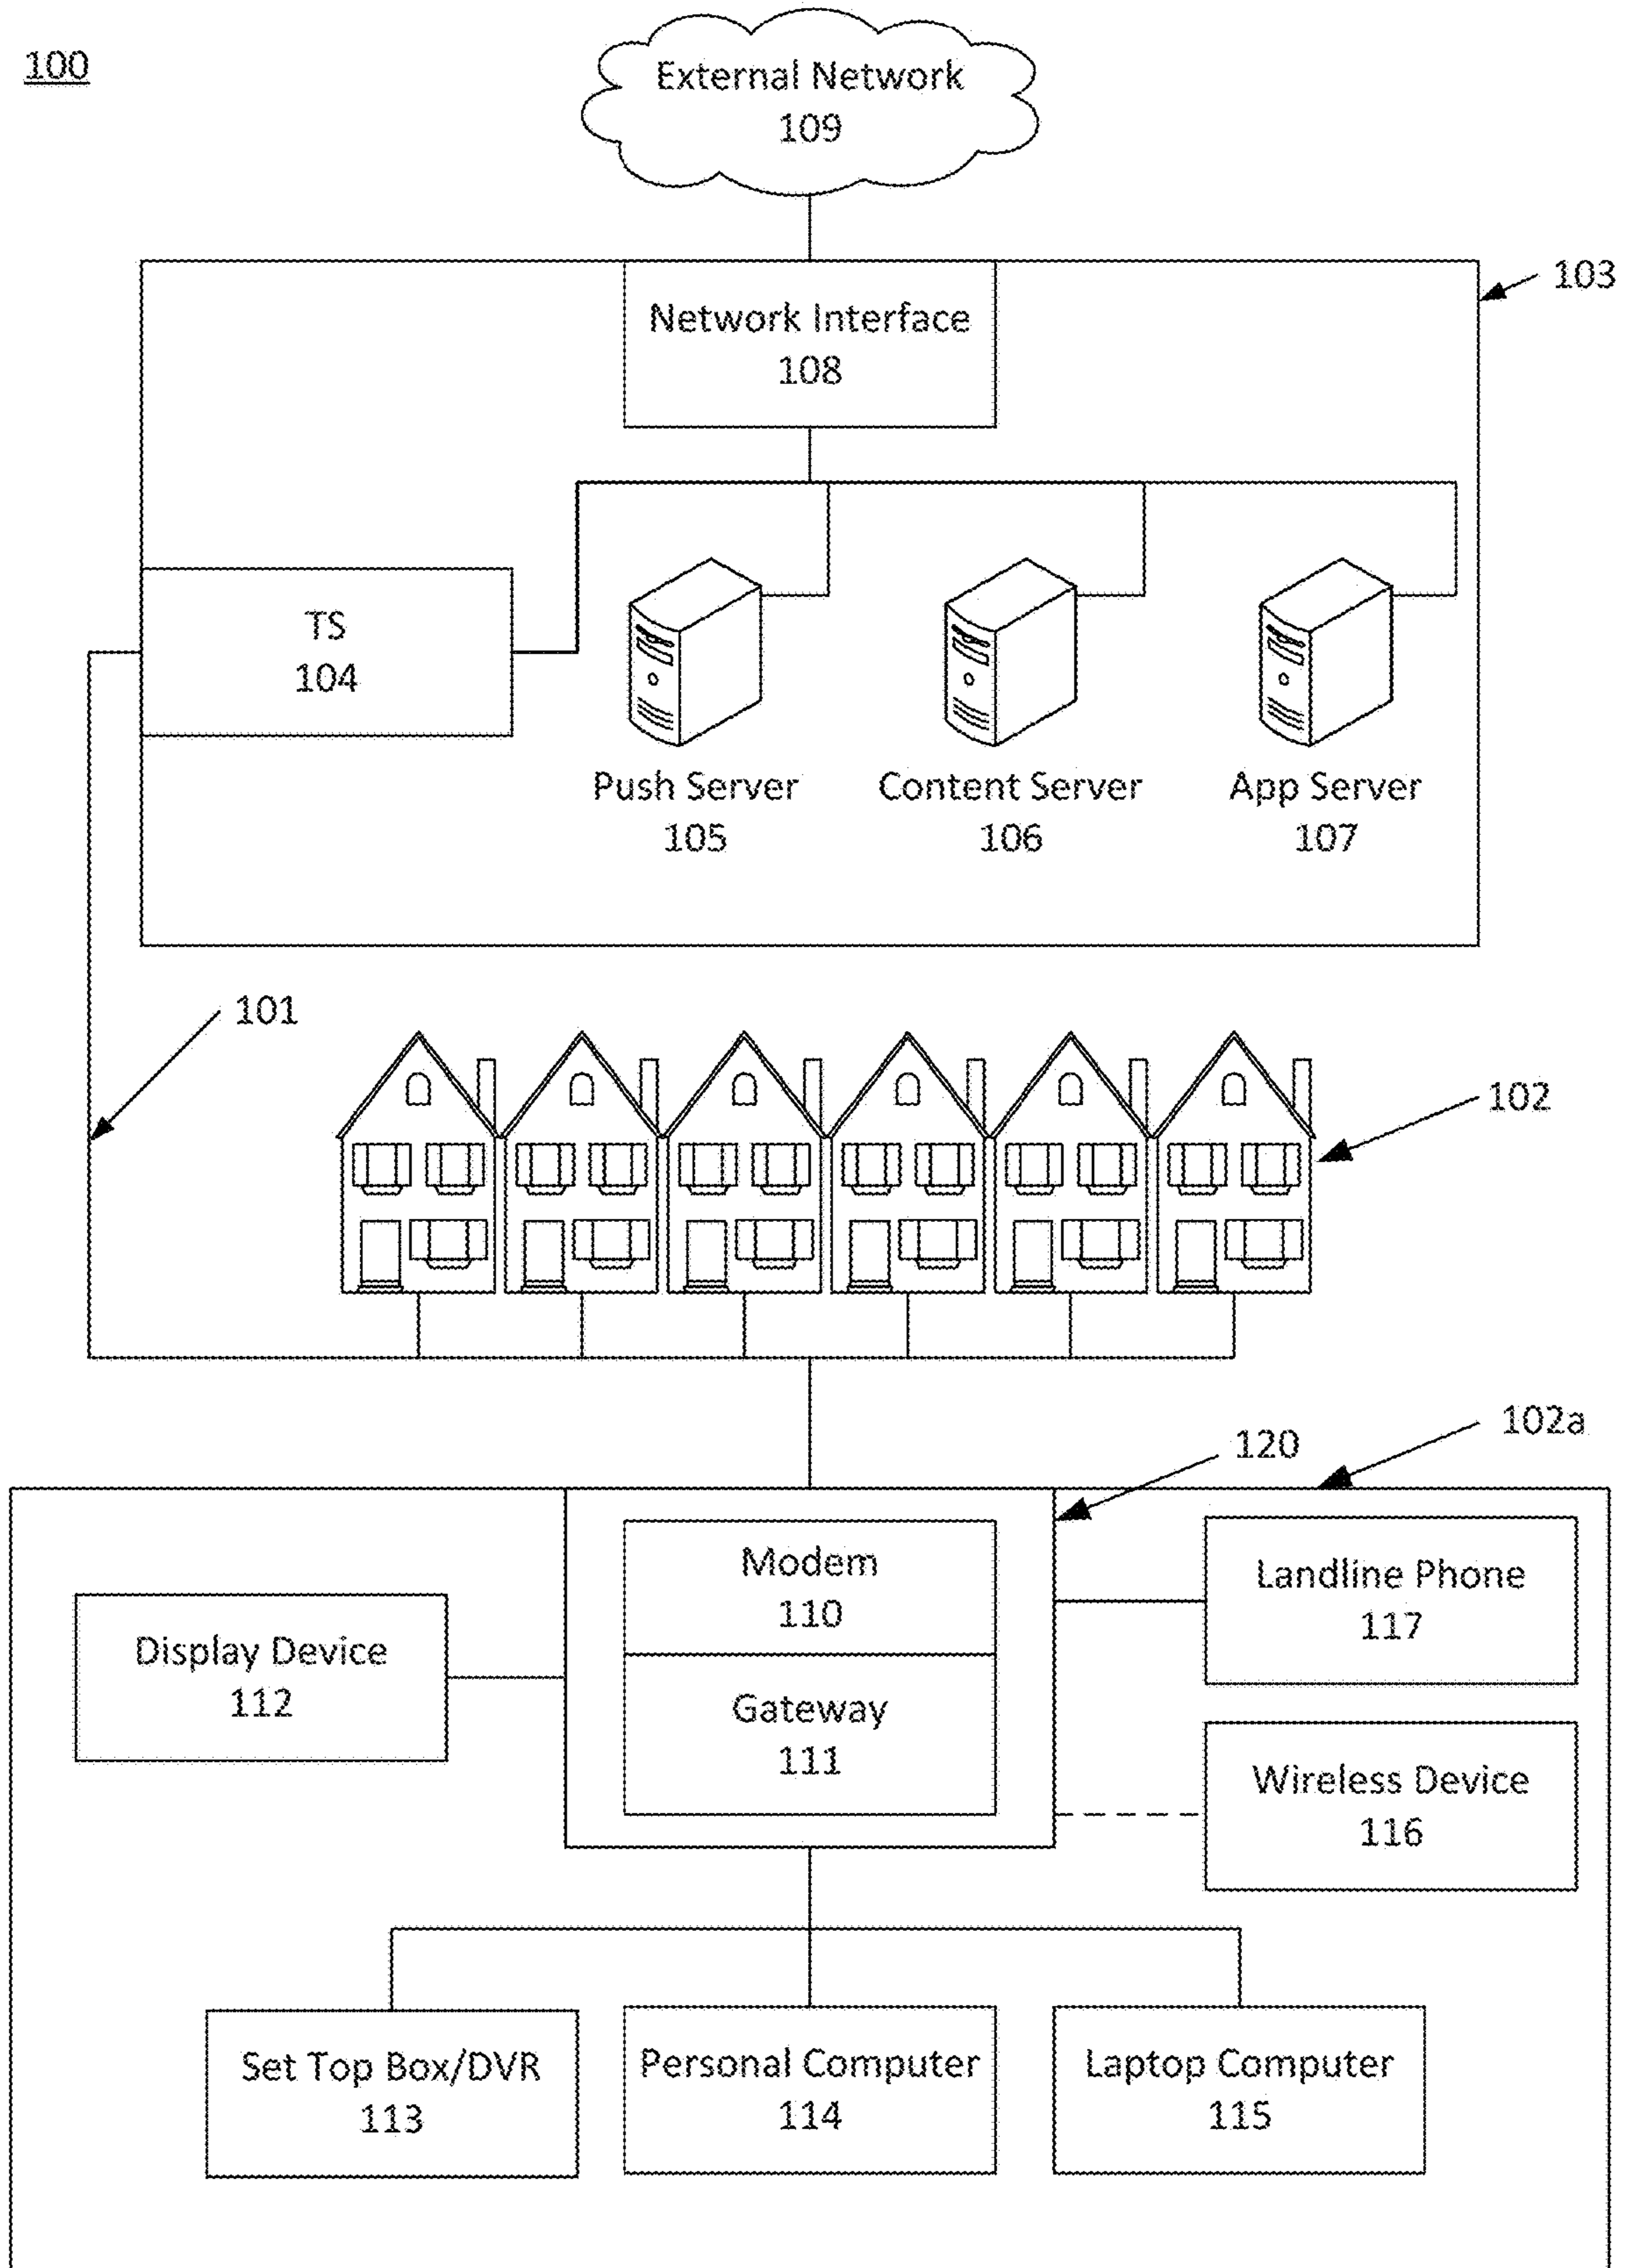 100
External Network
109
103
Network Interface
108
TS
104
Push Server
105
Content Server
106
App Server
107
101
102
102a
120
Modem
110
Landline Phone
117
Display Device
112
Gateway
111
Wireless Device
116
Set Top Box/DVR
113
Personal Computer
114
Laptop Computer
115